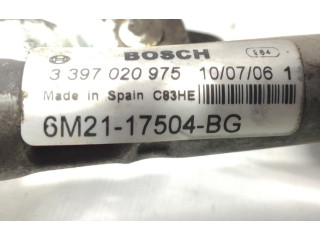 BOSCH
3 397 020 975 10/07/06 1
Made in Spain C83HE
6M21-17504-BG